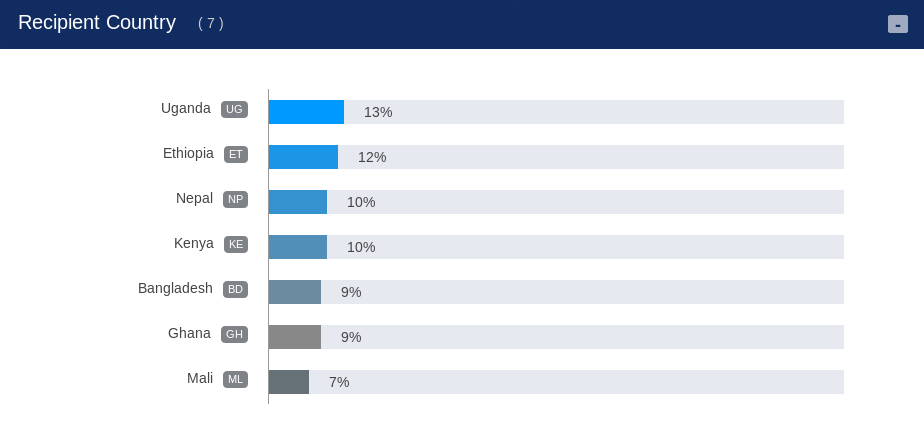 Recipient Country ( 7 ) -
Uganda UG 13%
Ethiopia ET 12%
Nepal NP 10%
Kenya KE 10%
Bangladesh BD 9%
Ghana GH 9%
Mali ML 7%